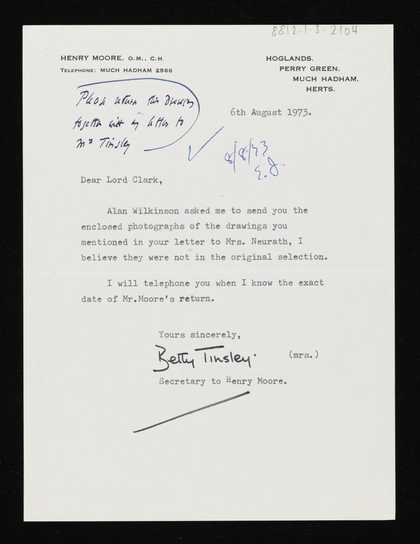 8812.1.3.2104
HENRY MOORE, O.M., C.H.
TELEPHONE: MUCH HADHAM 2566
HOGLANDS,
PERRY GREEN,
MUCH HADHAM,
HERTS.
Please return this Drawing
together with my letter to
Mrs Tinsley
6th August 1973.
8/8/73
Dear Lord Clark,
Alan Wilkinson asked me to send you the
enclosed photographs of the drawings you
mentioned in your letter to Mrs. Neurath, I
believe they were not in the original selection.
I will telephone you when I know the exact
date of Mr.Moore's return.
Yours sincerely,
Betty Tinsley. (mrs.)
Secretary to Henry Moore.